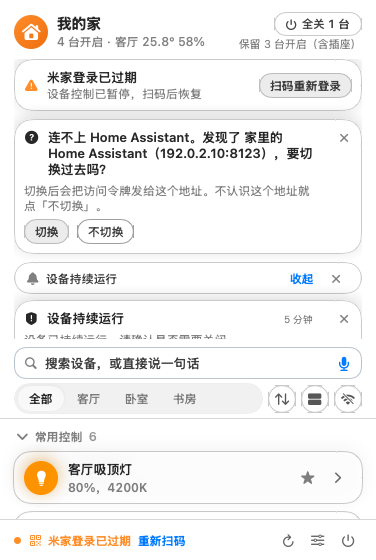 我的家
4 台开启 · 客厅 25.8° 58%
全关 1 台
保留 3 台开启（含插座）
米家登录已过期
设备控制已暂停，扫码后恢复
扫码重新登录
连不上 Home Assistant。发现了 家里的
Home Assistant（192.0.2.10:8123），要切
换过去吗？
切换后会把访问令牌发给这个地址。不认识这个地址就
点「不切换」。
切换
不切换
设备持续运行
收起
设备持续运行
5 分钟
搜索设备，或直接说一句话
全部
客厅
卧室
书房
常用控制 6
客厅吸顶灯
80%，4200K
米家登录已过期 重新扫码